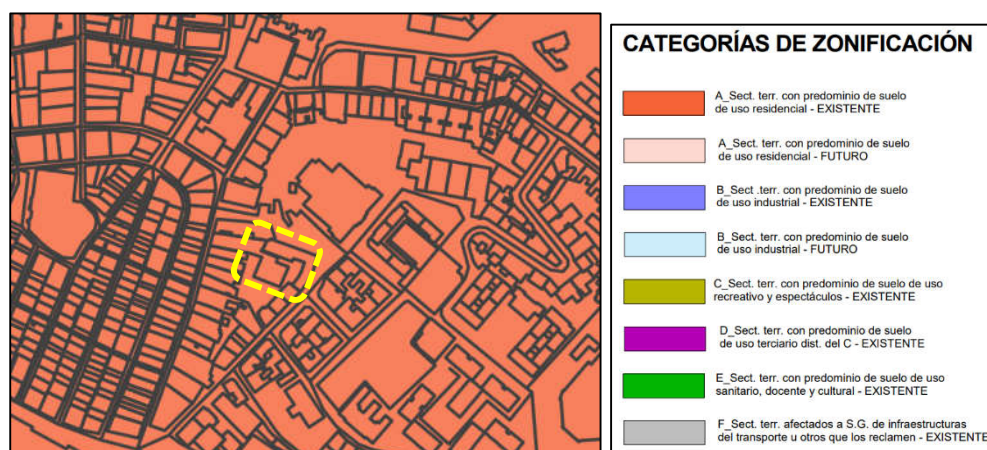 CATEGORÍAS DE ZONIFICACIÓN
A_Sect. terr. con predominio de suelo
de uso residencial - EXISTENTE
A_Sect. terr. con predominio de suelo
de uso residencial - FUTURO
B_Sect .terr. con predominio de suelo
de uso industrial - EXISTENTE
B_Sect. terr. con predominio de suelo
de uso industrial - FUTURO
C_Sect. terr. con predominio de suelo de uso
recreativo y espectáculos - EXISTENTE
D_Sect. terr. con predominio de suelo
de uso terciario dist. del C - EXISTENTE
E_Sect. terr. con predominio de suelo de uso
sanitario, docente y cultural - EXISTENTE
F_Sect. terr. afectados a S.G. de infraestructuras
del transporte u otros que los reclamen - EXISTENTE